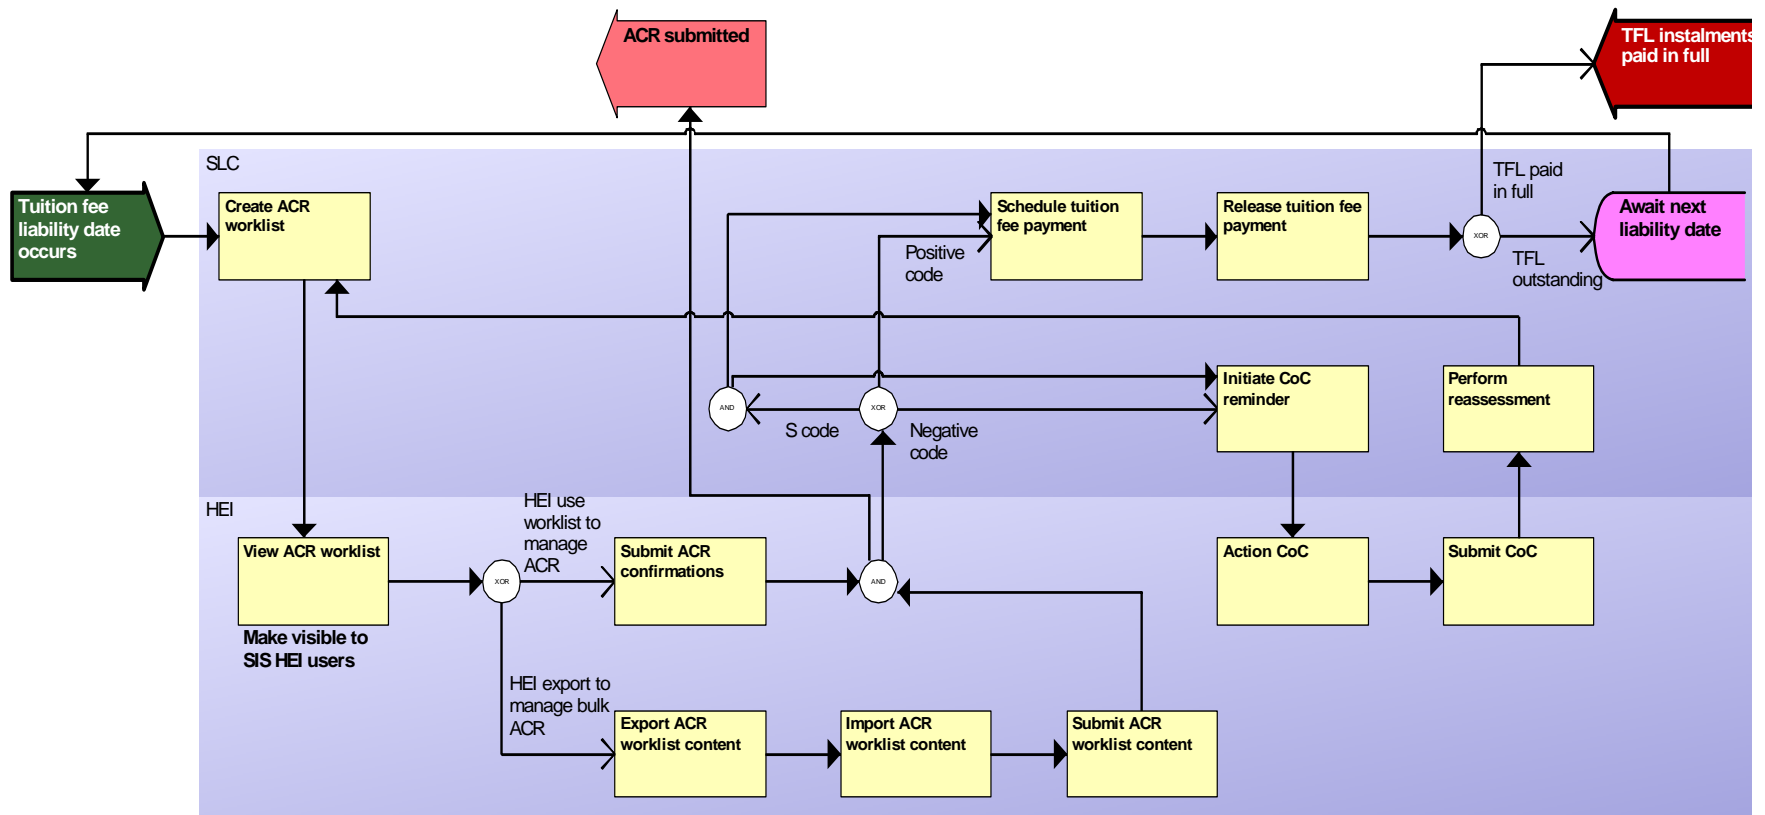 ACR submitted
TFL instalments
paid in full
SLC
Tuition fee
liability date
occurs
Create ACR
worklist
Schedule tuition
fee payment
Release tuition fee
payment
TFL paid
in full
XOR
Await next
liability date
Positive
code
TFL
outstanding
Initiate CoC
reminder
Perform
reassessment
AND
XOR
S code
Negative
code
HEI
HEI use
worklist to
manage
ACR
View ACR worklist
XOR
Submit ACR
confirmations
AND
Action CoC
Submit CoC
Make visible to
SIS HEI users
HEI export to
manage bulk
ACR
Export ACR
worklist content
Import ACR
worklist content
Submit ACR
worklist content